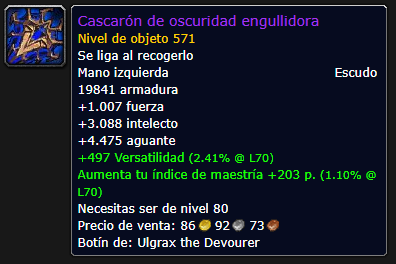 Cascarón de oscuridad engullidora
Nivel de objeto 571
Se liga al recogerlo
Mano izquierda Escudo
19841 armadura
+1.007 fuerza
+3.088 intelecto
+4.475 aguante
+497 Versatilidad (2.41% @ L70)
Aumenta tu índice de maestría +203 p. (1.10% @
L70)
Necesitas ser de nivel 80
Precio de venta: 86 92 73
Botín de: Ulgrax the Devourer